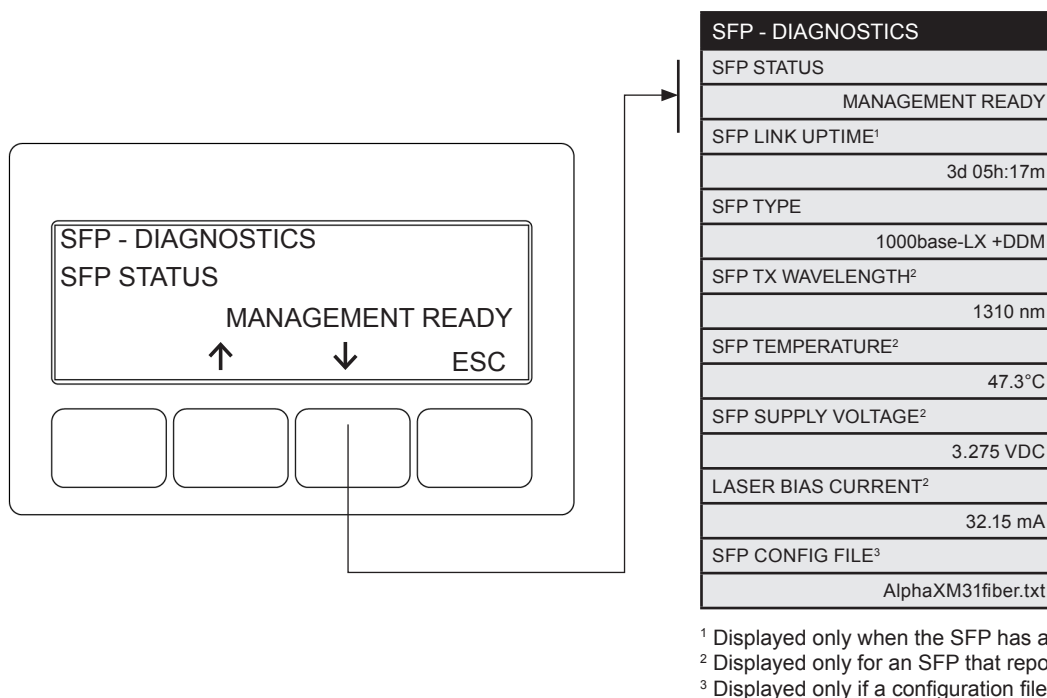 SFP - DIAGNOSTICS
SFP STATUS
MANAGEMENT READY
↑ ↓ ESC
SFP - DIAGNOSTICS
SFP STATUS
MANAGEMENT READY
SFP LINK UPTIME¹
3d 05h:17m
SFP TYPE
1000base-LX +DDM
SFP TX WAVELENGTH²
1310 nm
SFP TEMPERATURE²
47.3°C
SFP SUPPLY VOLTAGE²
3.275 VDC
LASER BIAS CURRENT²
32.15 mA
SFP CONFIG FILE³
AlphaXM31fiber.txt
¹ Displayed only when the SFP has a
² Displayed only for an SFP that repo
³ Displayed only if a configuration file